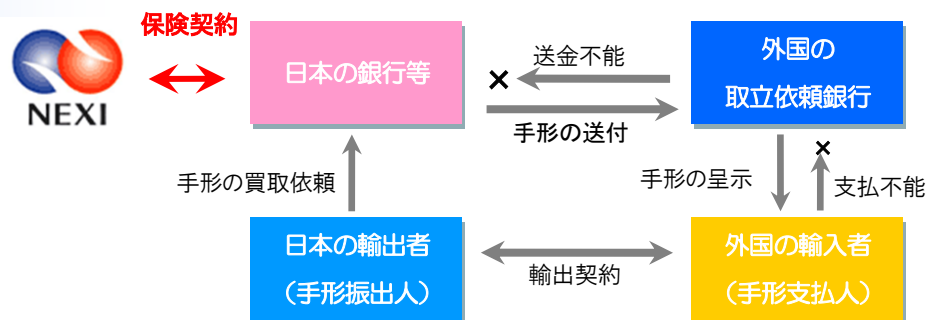 保険契約
NEXI
日本の銀行等
送金不能
×
手形の送付
外国の
取立依頼銀行
手形の買取依頼
手形の呈示
×
支払不能
日本の輸出者
（手形振出人）
輸出契約
外国の輸入者
（手形支払人）